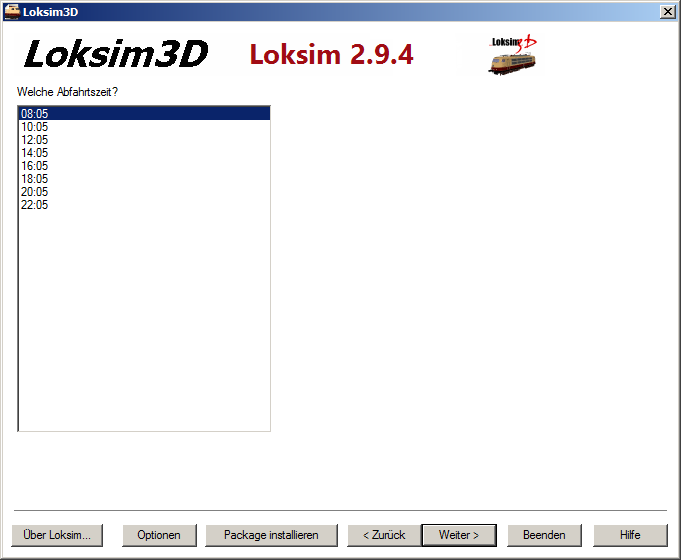 Loksim3D
Loksim3D
Loksim 2.9.4
Loksim3D
Welche Abfahrtszeit?
08:05
10:05
12:05
14:05
16:05
18:05
20:05
22:05
Über Loksim...
Optionen
Package installieren
< Zurück
Weiter >
Beenden
Hilfe